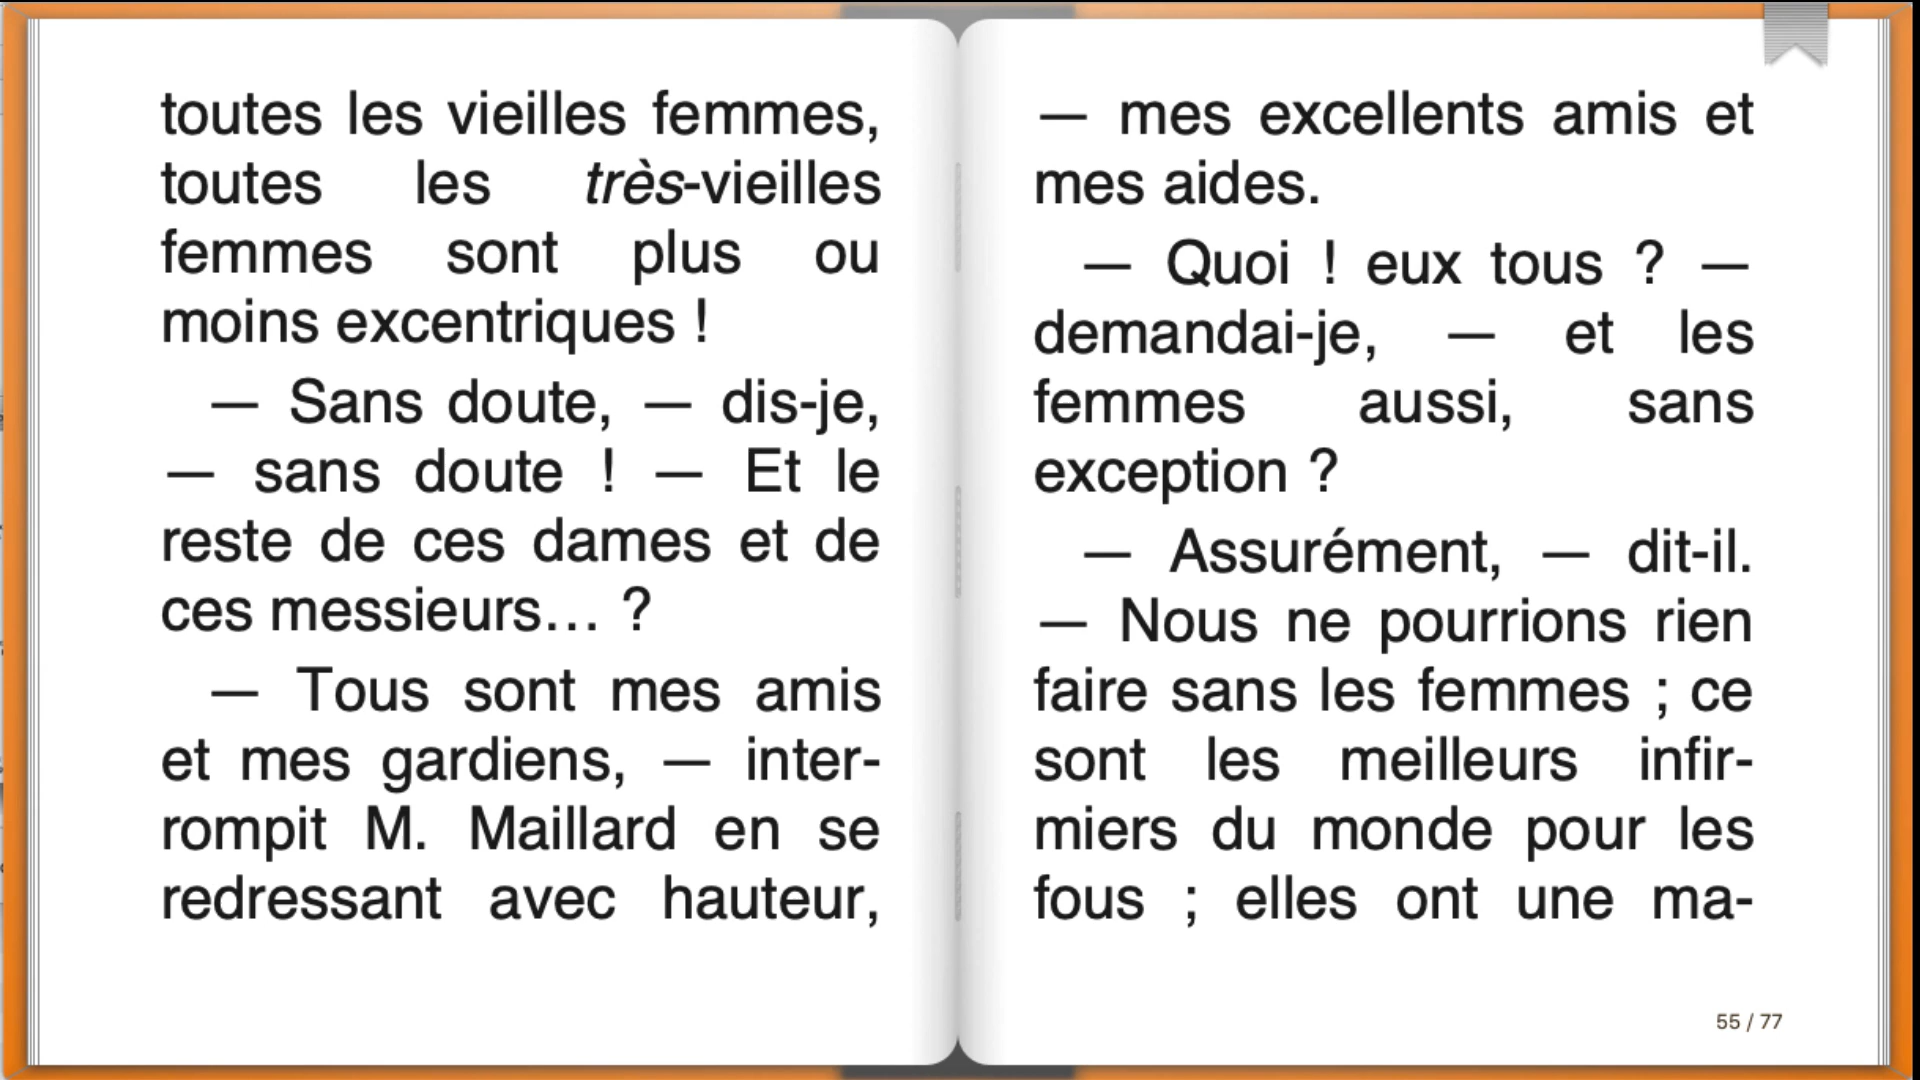 toutes les vieilles femmes,
toutes les très-vieilles
femmes sont plus ou
moins excentriques !
— Sans doute, — dis-je,
— sans doute ! — Et le
reste de ces dames et de
ces messieurs… ?
— Tous sont mes amis
et mes gardiens, — inter-
rompit M. Maillard en se
redressant avec hauteur,
— mes excellents amis et
mes aides.
— Quoi ! eux tous ? —
demandai-je, — et les
femmes aussi, sans
exception ?
— Assurément, — dit-il.
— Nous ne pourrions rien
faire sans les femmes ; ce
sont les meilleurs infir-
miers du monde pour les
fous ; elles ont une ma-
55 / 77